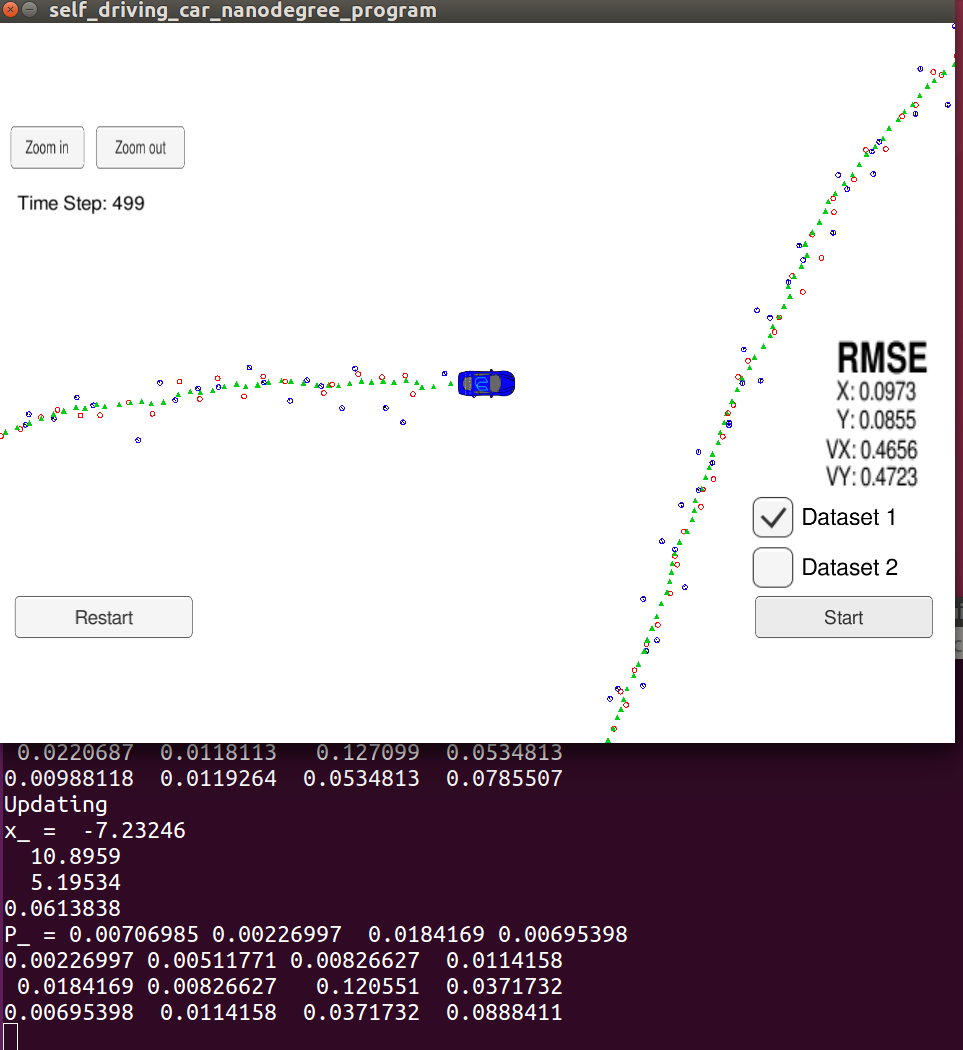 self_driving_car_nanodegree_program
Zoom in Zoom out
Time Step: 499
RMSE
X: 0.0973
Y: 0.0855
VX: 0.4656
VY: 0.4723
Dataset 1
Dataset 2
Restart Start
0.0220687 0.0118113 0.127099 0.0534813
0.00988118 0.0119264 0.0534813 0.0785507
Updating
x_ = -7.23246
10.8959
5.19534
0.0613838
P_ = 0.00706985 0.00226997 0.0184169 0.00695398
0.00226997 0.00511771 0.00826627 0.0114158
0.0184169 0.00826627 0.120551 0.0371732
0.00695398 0.0114158 0.0371732 0.0888411